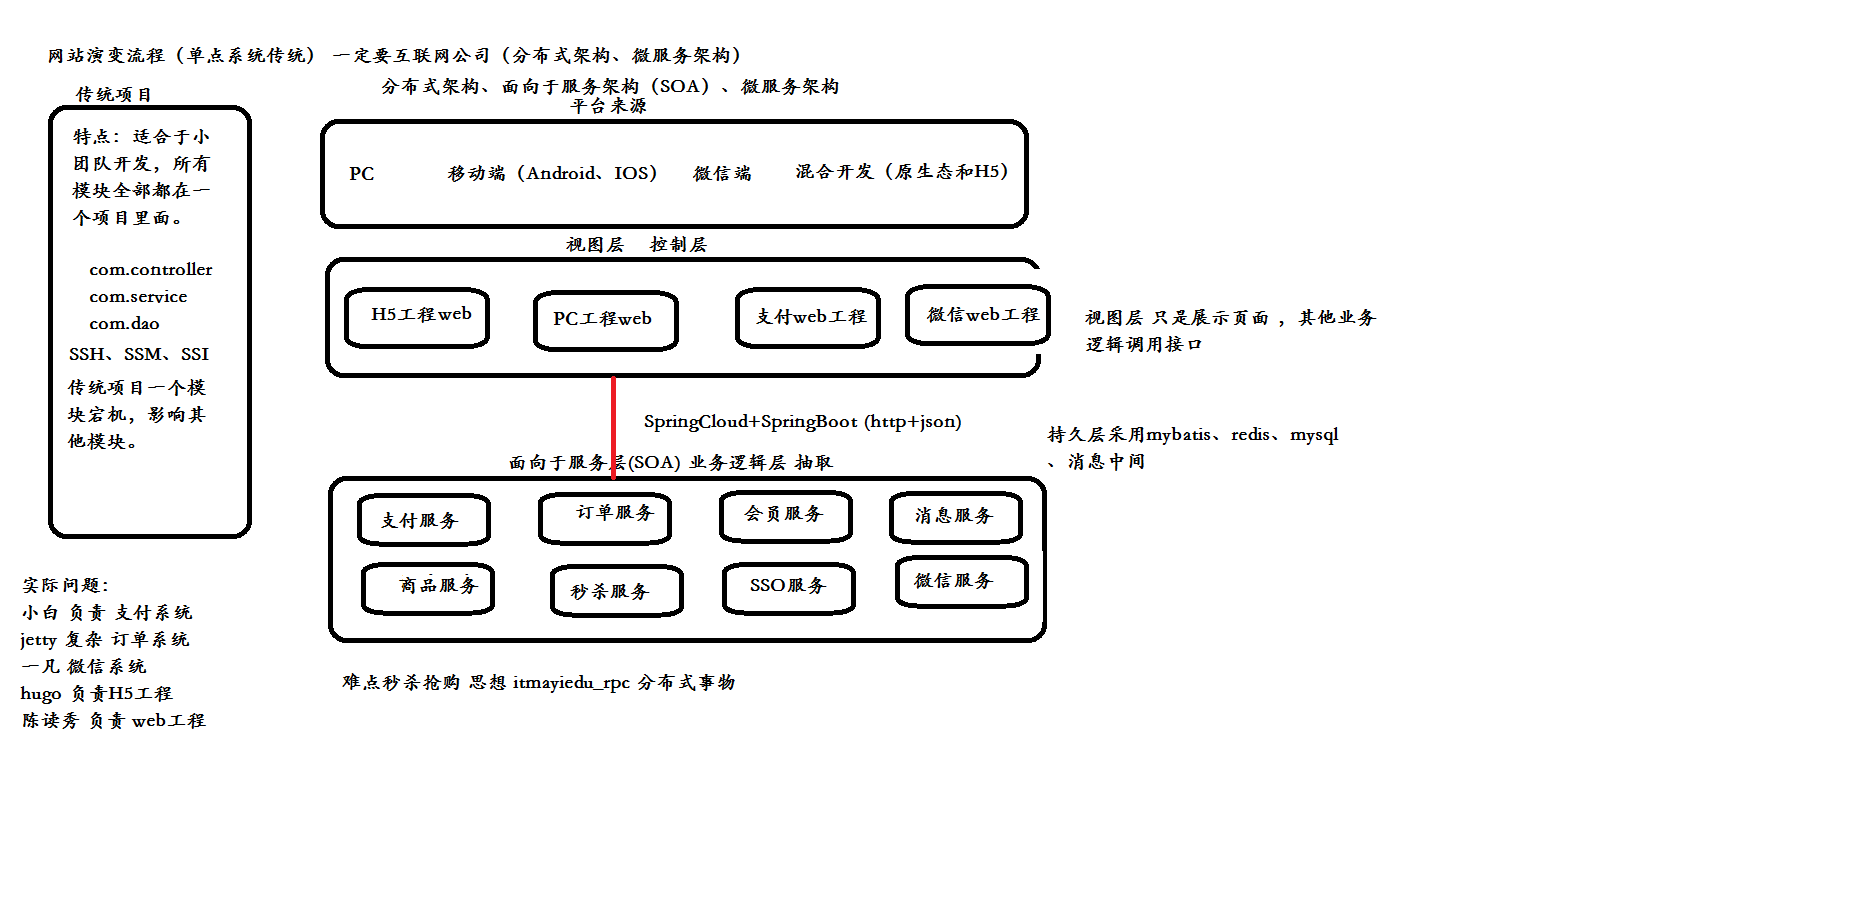 网站演变流程（单点系统传统） 一定要互联网公司（分布式架构、微服务架构）
分布式架构、面向于服务架构（SOA）、微服务架构
传统项目
特点：适合于小
团队开发，所有
模块全部都在一
个项目里面。
com.controller
com.service
com.dao
SSH、SSM、SSI
传统项目一个模
块宕机，影响其
他模块。
平台来源
PC 移动端（Android、IOS） 微信端 混合开发（原生态和H5）
视图层 控制层
H5工程web PC工程web 支付web工程 微信web工程
视图层 只是展示页面 ，其他业务
逻辑调用接口
SpringCloud+SpringBoot (http+json)
持久层采用mybatis、redis、mysql
、消息中间
面向于服务层(SOA) 业务逻辑层 抽取
支付服务 订单服务 会员服务 消息服务
商品服务 秒杀服务 SSO服务 微信服务
实际问题：
小白 负责 支付系统
jetty 复杂 订单系统
一凡 微信系统
hugo 负责H5工程
陈读秀 负责 web工程
难点秒杀抢购 思想 itmayiedu_rpc 分布式事物